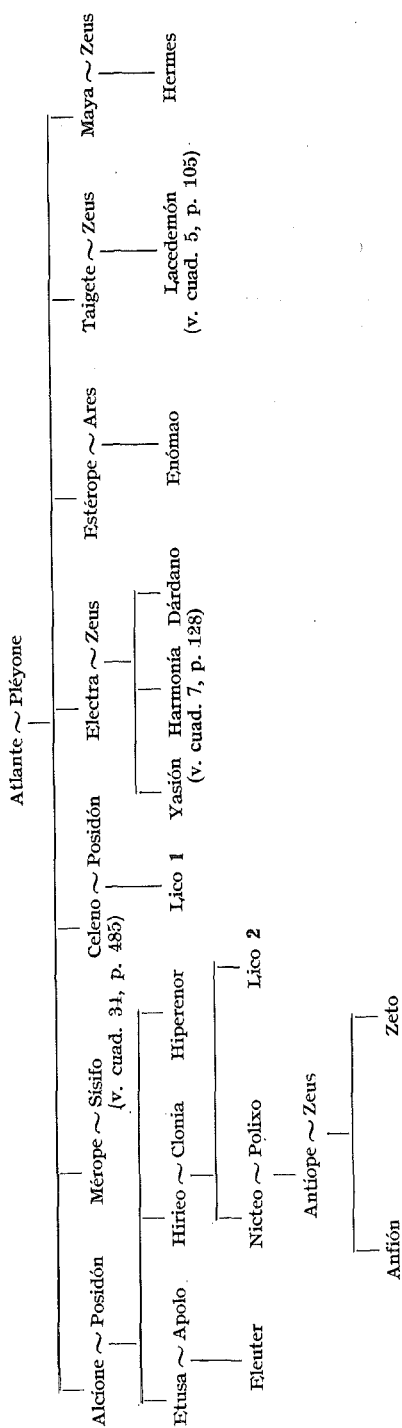 Atlante ~ Pléyone
Alcíone ~ Posidón Mérope ~ Sísifo Celeno ~ Posidón Electra ~ Zeus Estérope ~ Ares Taigete ~ Zeus Maya ~ Zeus
(v. cuad. 34, p. 485)
Etusa ~ Apolo Hirieo ~ Clonia Hiperenor Lico 1 Yasión Harmonía Dárdano Enómao Lacedemón Hermes
(v. cuad. 7, p. 128) (v. cuad. 5, p. 105)
Eleuter Nicteo ~ Polixo Lico 2
Antíope ~ Zeus
Anfión Zeto